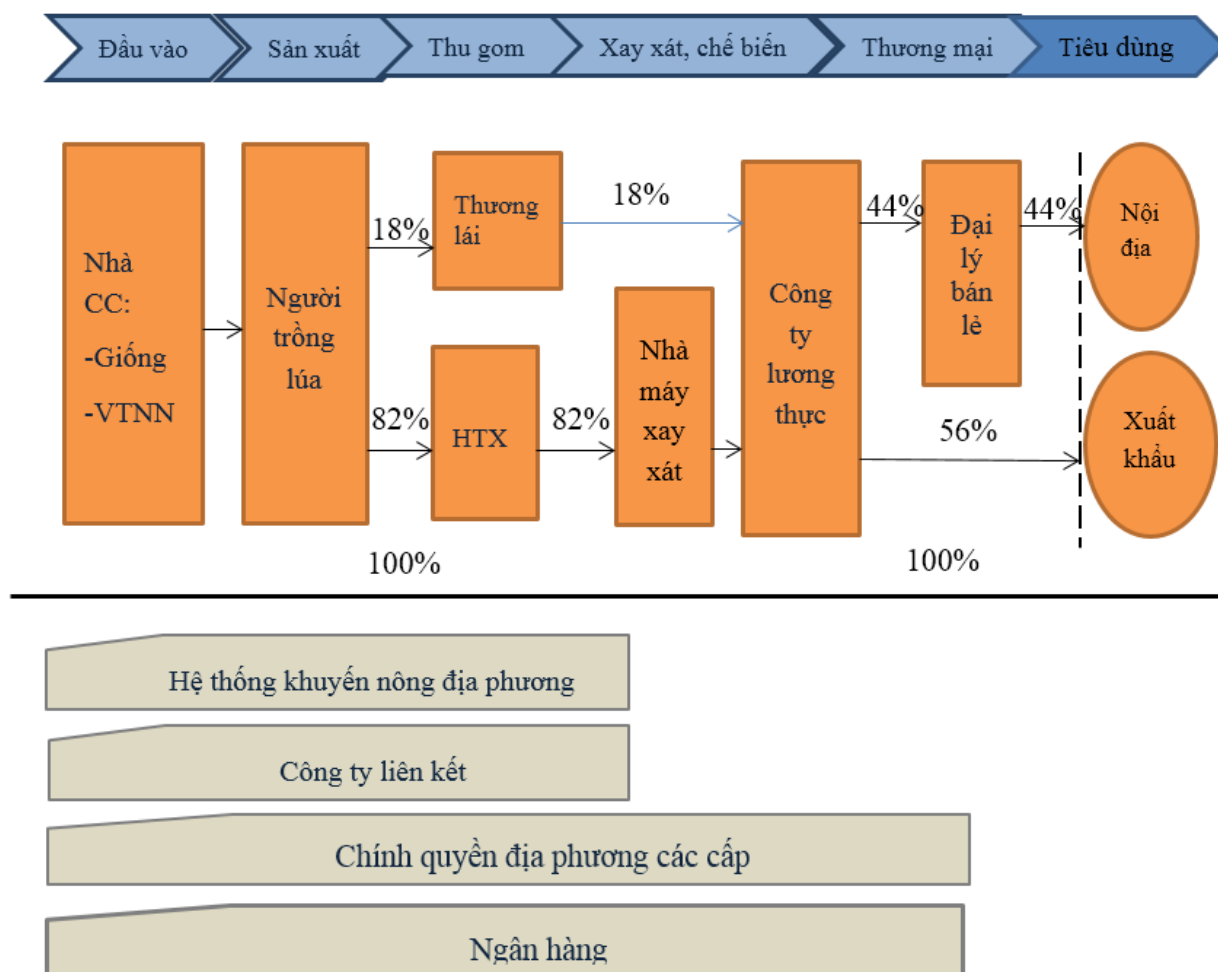 Đầu vào
Sản xuất
Thu gom
Xay xát, chế biến
Thương mại
Tiêu dùng
Nhà
CC:
-Giống
-VTNN
Người
trồng
lúa
18%
82%
Thương
lái
HTX
18%
82%
Nhà
máy
xay
xát
Công
ty
lương
thực
44%
Đại
lý
bán
lẻ
44%
56%
Nội
địa
Xuất
khẩu
100%
100%
Hệ thống khuyến nông địa phương
Công ty liên kết
Chính quyền địa phương các cấp
Ngân hàng